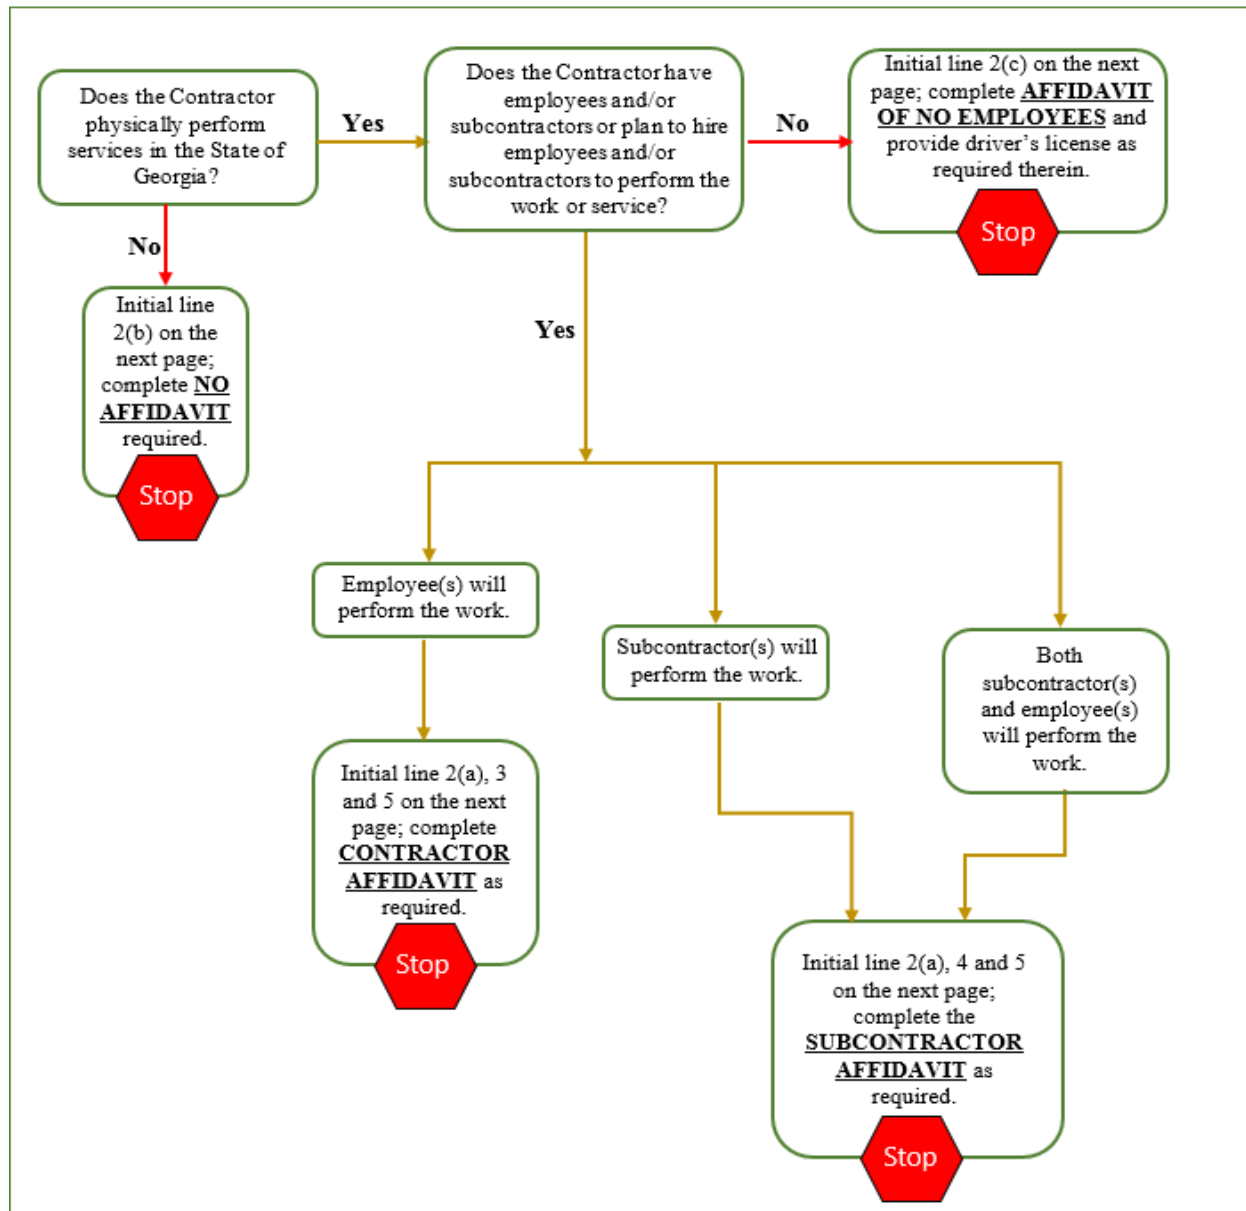 Does the Contractor
physically perform
services in the State of
Georgia?
Yes
Does the Contractor have
employees and/or
subcontractors or plan to hire
employees and/or
subcontractors to perform the
work or service?
No
Initial line 2(c) on the next
page; complete AFFIDAVIT
OF NO EMPLOYEES and
provide driver's license as
required therein.
Stop
No
Initial line
2(b) on the
next page;
complete NO
AFFIDAVIT
required.
Stop
Yes
Employee(s) will
perform the work.
Subcontractor(s) will
perform the work.
Both
subcontractor(s)
and employee(s)
will perform the
work.
Initial line 2(a), 3
and 5 on the next
page; complete
CONTRACTOR
AFFIDAVIT as
required.
Stop
Initial line 2(a), 4 and 5
on the next page;
complete the
SUBCONTRACTOR
AFFIDAVIT as
required.
Stop